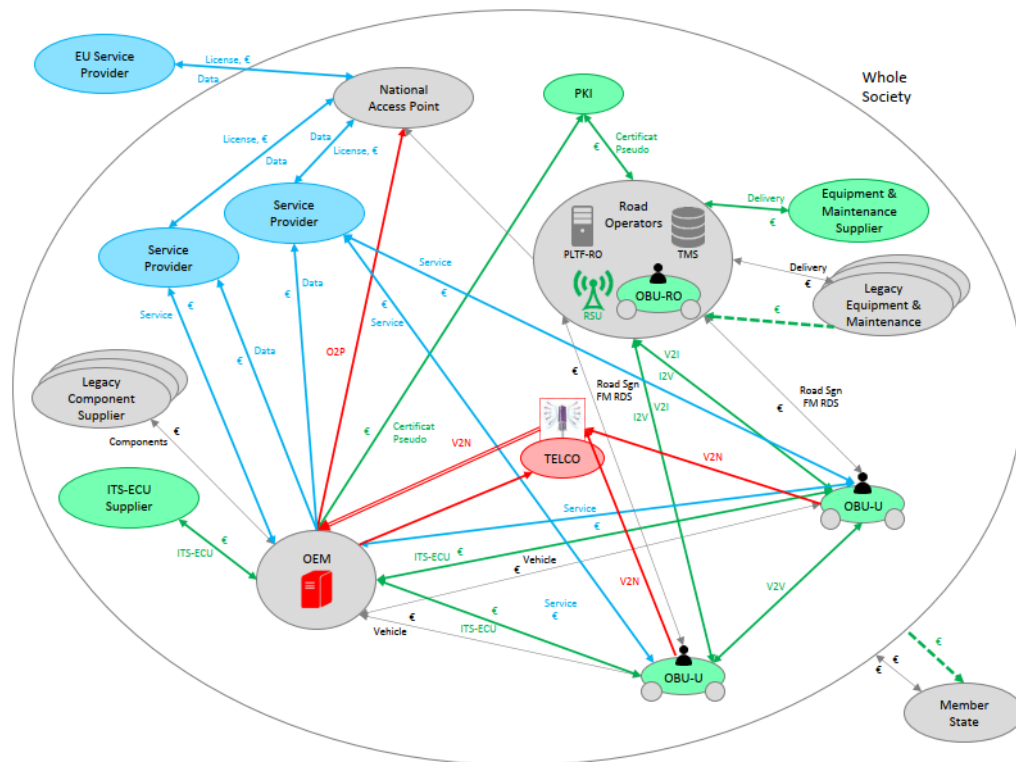 EU Service
Provider
License, €
Data
National
Access Point
PKI
Whole
Society
License, €
Data
Data
License, €
€
Certificat
Pseudo
Service
Provider
Road
Operators
PLTF-RO
TMS
Delivery
€
Equipment &
Maintenance
Supplier
Service
Provider
Service
€
OBU-RO
RSU
Delivery
€
Legacy
Equipment &
Maintenance
€
Service
€
€
Data
€
Service
O2P
€
Data
V2I
I2V
V2I
I2V
€
Road Sgn
FM RDS
Road Sgn
FM RDS
€
Legacy
Component
Supplier
€
Components
€
Certificat
Pseudo
V2N
TELCO
V2N
ITS-ECU
Supplier
OBU-U
Service
€
€
ITS-ECU
OEM
ITS-ECU
€
Vehicle
€
V2N
V2V
€
Vehicle
€
ITS-ECU
Service
€
OBU-U
€
€
€
Member
State